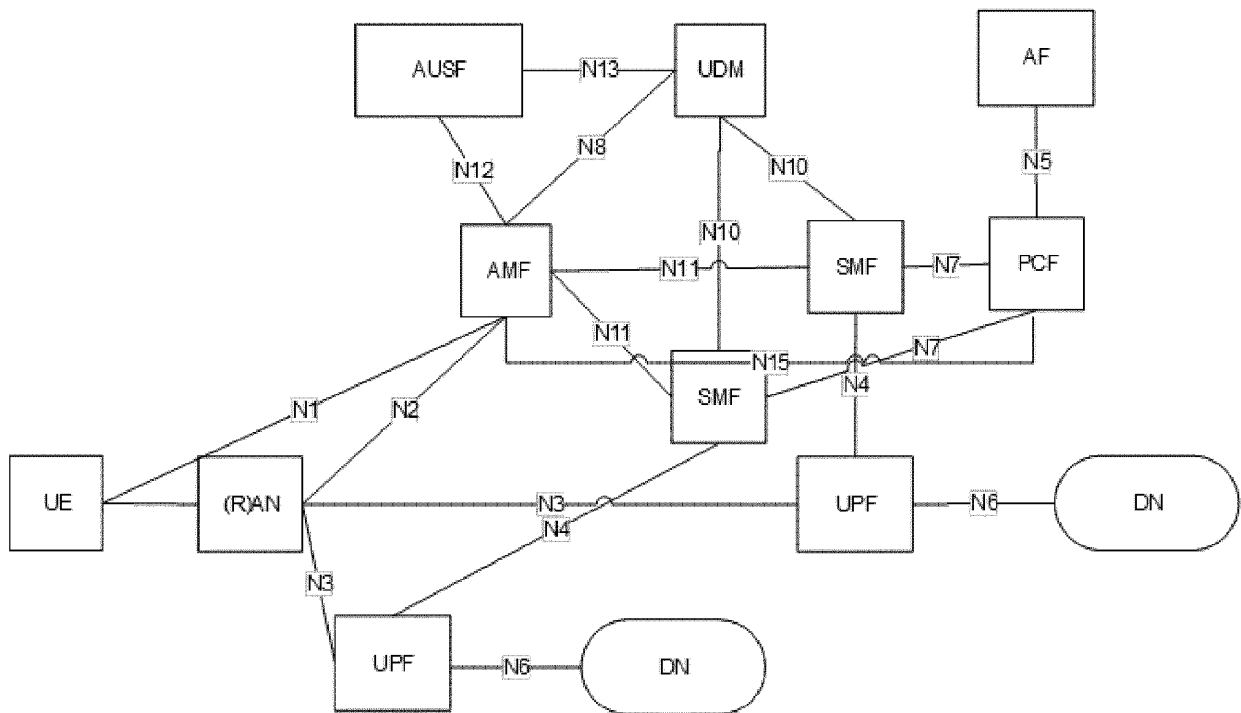 AUSF
N13
UDM
AF
N12
N8
N10
N5
N10
AMF
N11
SMF
N7
PCF
N11
N15
N7
N4
SMF
N1
N2
UE
(R)AN
N3
N4
UPF
N6
DN
N3
UPF
N6
DN